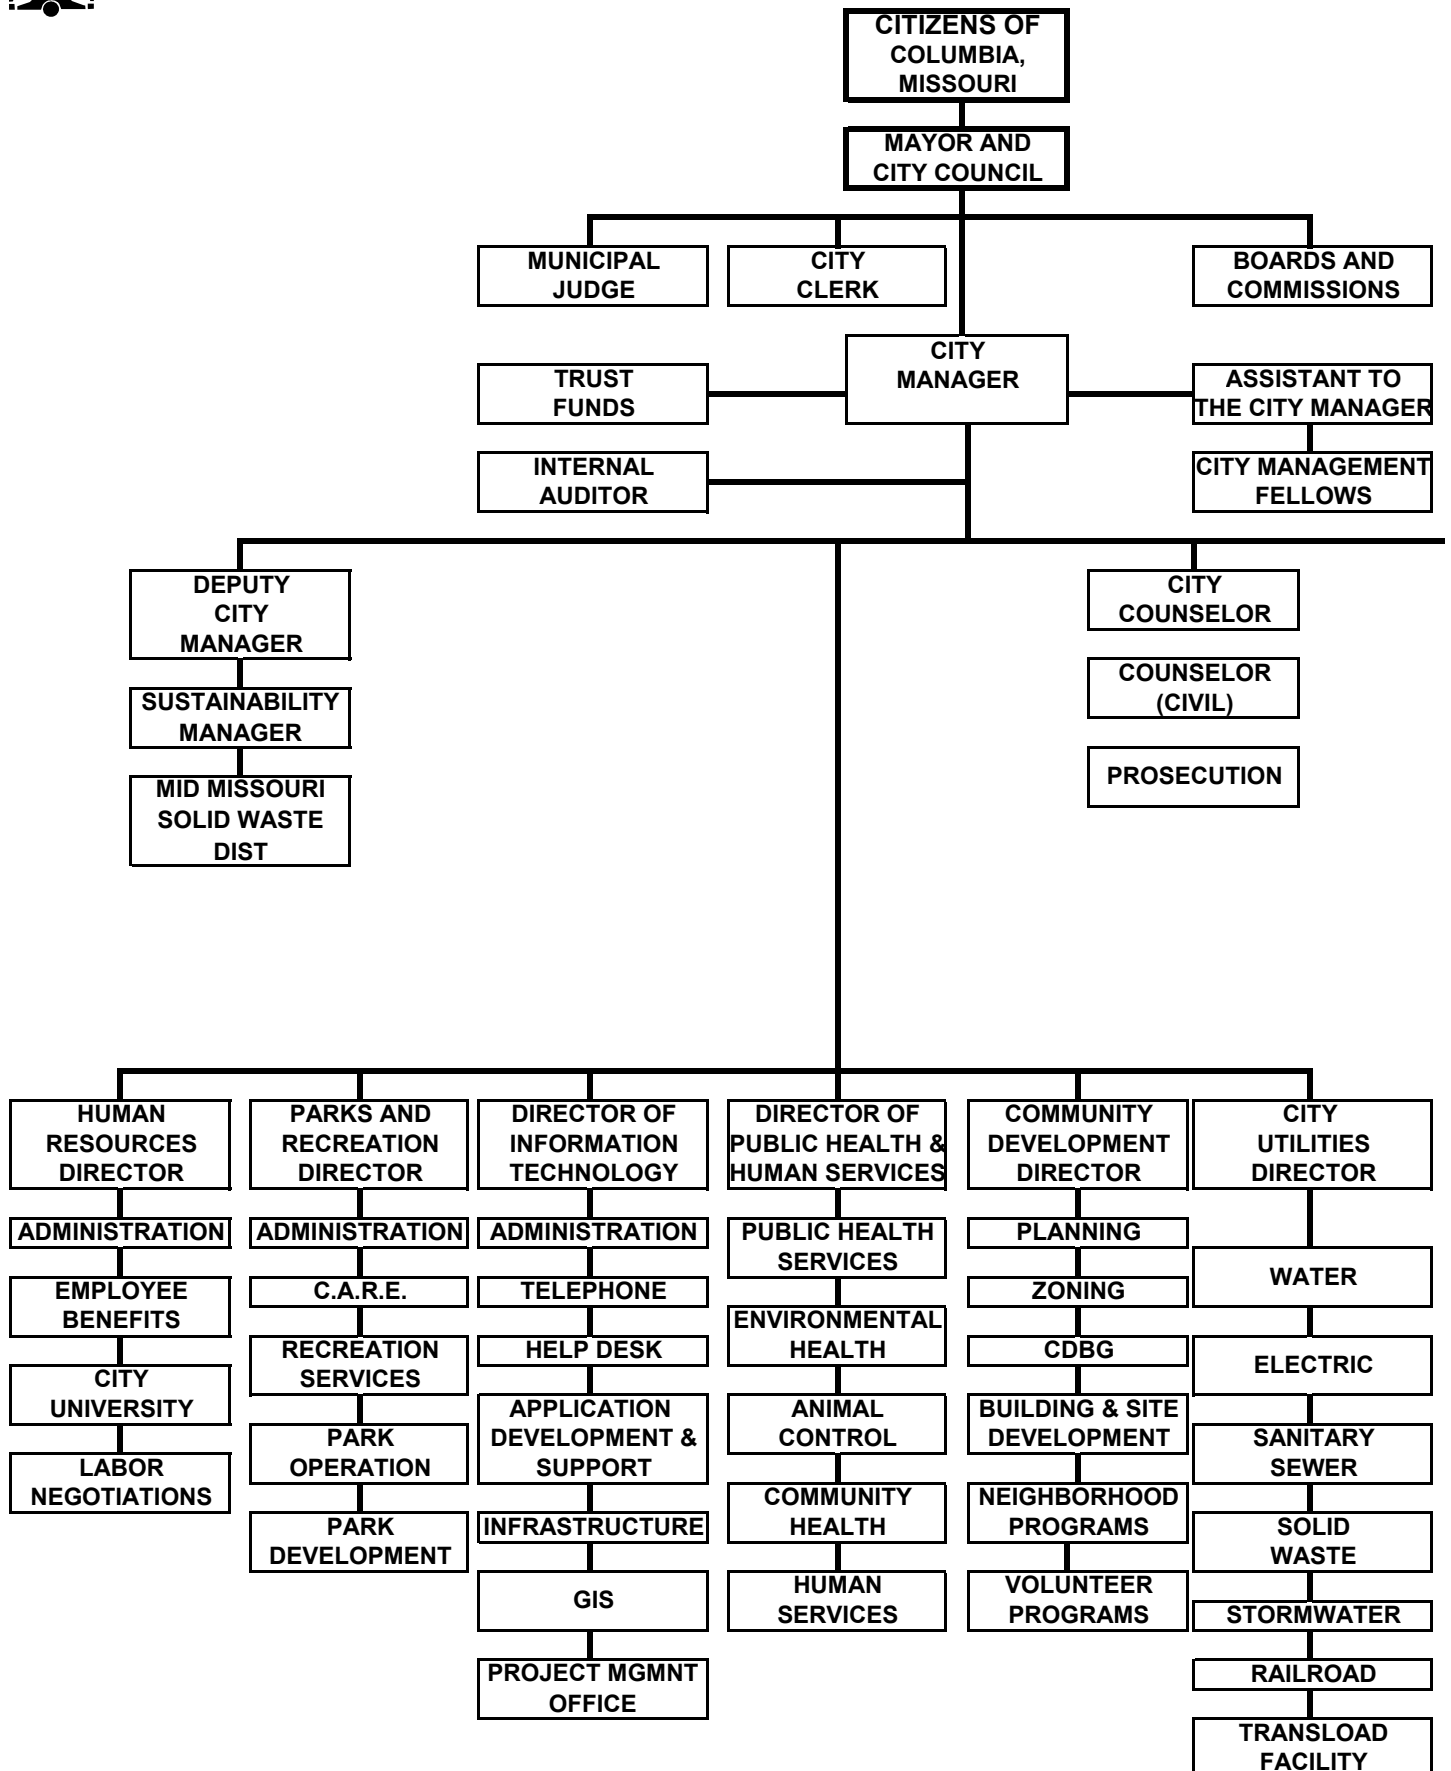 CITIZENS OF
COLUMBIA,
MISSOURI
MAYOR AND
CITY COUNCIL
MUNICIPAL
JUDGE
CITY
CLERK
BOARDS AND
COMMISSIONS
CITY
MANAGER
TRUST
FUNDS
ASSISTANT TO
THE CITY MANAGER
INTERNAL
AUDITOR
CITY MANAGEMENT
FELLOWS
DEPUTY
CITY
MANAGER
SUSTAINABILITY
MANAGER
MID MISSOURI
SOLID WASTE
DIST
CITY
COUNSELOR
COUNSELOR
(CIVIL)
PROSECUTION
HUMAN
RESOURCES
DIRECTOR
ADMINISTRATION
EMPLOYEE
BENEFITS
CITY
UNIVERSITY
LABOR
NEGOTIATIONS
PARKS AND
RECREATION
DIRECTOR
ADMINISTRATION
C.A.R.E.
RECREATION
SERVICES
PARK
OPERATION
PARK
DEVELOPMENT
DIRECTOR OF
INFORMATION
TECHNOLOGY
ADMINISTRATION
TELEPHONE
HELP DESK
APPLICATION
DEVELOPMENT &
SUPPORT
INFRASTRUCTURE
GIS
PROJECT MGMNT
OFFICE
DIRECTOR OF
PUBLIC HEALTH &
HUMAN SERVICES
PUBLIC HEALTH
SERVICES
ENVIRONMENTAL
HEALTH
ANIMAL
CONTROL
COMMUNITY
HEALTH
HUMAN
SERVICES
COMMUNITY
DEVELOPMENT
DIRECTOR
PLANNING
ZONING
CDBG
BUILDING & SITE
DEVELOPMENT
NEIGHBORHOOD
PROGRAMS
VOLUNTEER
PROGRAMS
CITY
UTILITIES
DIRECTOR
WATER
ELECTRIC
SANITARY
SEWER
SOLID
WASTE
STORMWATER
RAILROAD
TRANSLOAD
FACILITY